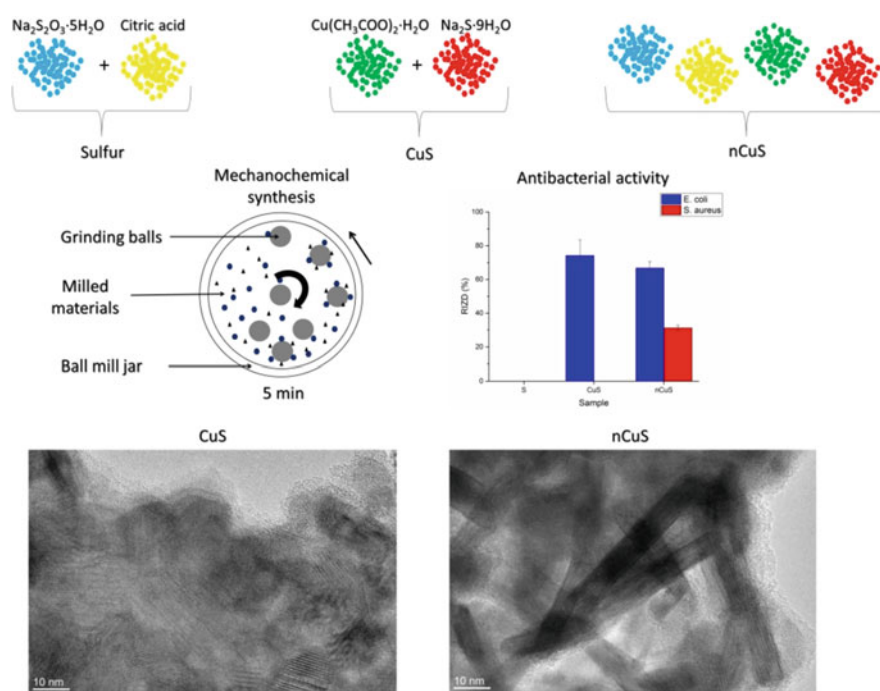 Na₂S₂O₃·5H₂O Citric acid Cu(CH₃COO)₂·H₂O Na₂S·9H₂O
+ +
Sulfur CuS nCuS
Mechanochemical
synthesis
Grinding balls
Milled
materials
Ball mill jar
5 min
Antibacterial activity
E. coli
S. aureus
100
80
60
40
20
0
RIZD (%)
S CuS nCuS
Sample
CuS nCuS
10 nm 10 nm